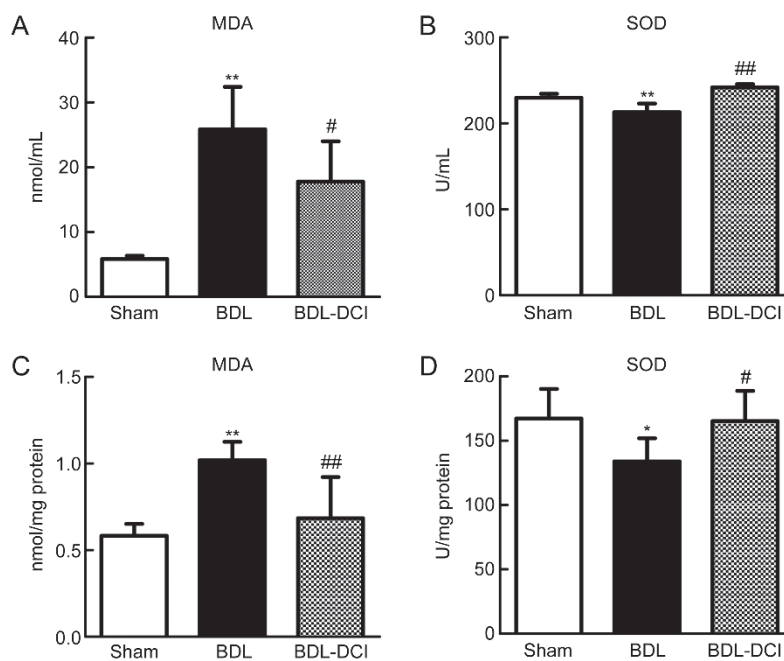 A
MDA
nmol/mL
40
30
20
10
0
**
#
Sham BDL BDL-DCI
B
SOD
U/mL
300
200
100
0
**
##
Sham BDL BDL-DCI
C
MDA
nmol/mg protein
1.5
1.0
0.5
0.0
**
##
Sham BDL BDL-DCI
D
SOD
U/mg protein
200
150
100
50
0
*
#
Sham BDL BDL-DCI